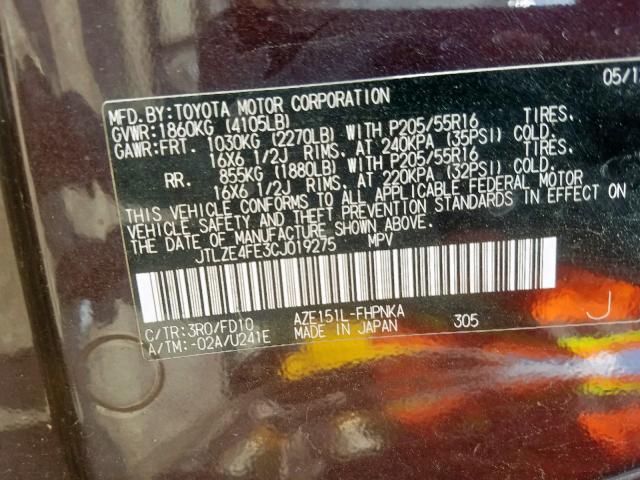 05/1
MFD.BY:TOYOTA MOTOR CORPORATION
GVWR:1860KG (4105LB)
GAWR:FRT. 1030KG (2270LB) WITH P205/55R16 TIRES.
16X6 1/2J RIMS. AT 240KPA (35PSI) COLD.
RR. 855KG (1880LB) WITH P205/55R16 TIRES.
16X6 1/2J RIMS. AT 220KPA (32PSI) COLD.
THIS VEHICLE CONFORMS TO ALL APPLICABLE FEDERAL MOTOR
VEHICLE SAFETY AND THEFT PREVENTION STANDARDS IN EFFECT ON
THE DATE OF MANUFACTURE SHOWN ABOVE.
JTLZE4FE3CJ019275 MPV
C/TR:3R0/FD10 AZE151L-FHPNKA
A/TM:-02A/U241E MADE IN JAPAN 305 J